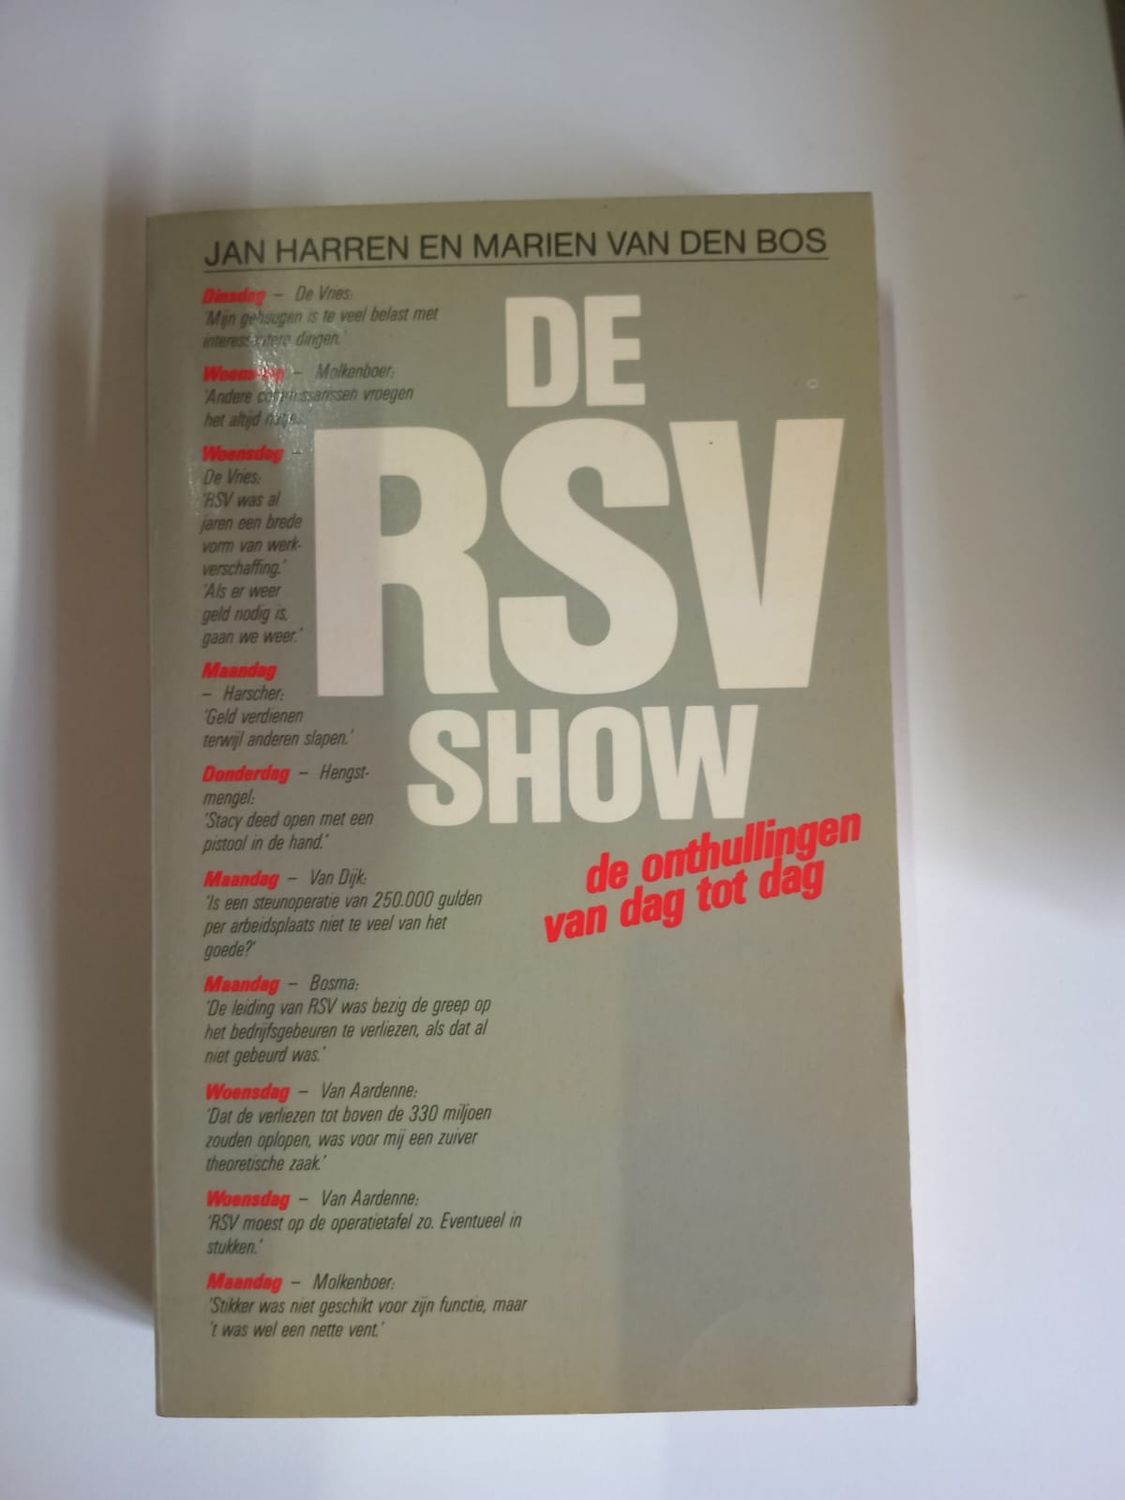 JAN HARREN EN MARIEN VAN DEN BOS
DE
RSV
SHOW
de onthullingen
van dag tot dag
Dinsdag – De Vries:
'Mijn geheugen is te veel belast met
interessantere dingen.'
Woensdag – Molkenboer:
'Andere commissarissen vroegen
het altijd
Woensdag –
De Vries:
'RSV was al
jaren een brede
vorm van werk-
verschaffing.'
'Als er weer
geld nodig is,
gaan we weer.'
Maandag
– Harscher:
'Geld verdienen
terwijl anderen slapen.'
Donderdag – Hengst-
mengel:
'Stacy deed open met een
pistool in de hand.'
Maandag – Van Dijk:
'Is een steunoperatie van 250.000 gulden
per arbeidsplaats niet te veel van het
goede?'
Maandag – Bosma:
'De leiding van RSV was bezig de greep op
het bedrijfsgebeuren te verliezen, als dat al
niet gebeurd was.'
Woensdag – Van Aardenne:
'Dat de verliezen tot boven de 330 miljoen
zouden oplopen, was voor mij een zuiver
theoretische zaak.'
Woensdag – Van Aardenne:
'RSV moest op de operatietafel zo. Eventueel in
stukken.'
Maandag – Molkenboer:
'Stikker was niet geschikt voor zijn functie, maar
't was wel een nette vent.'